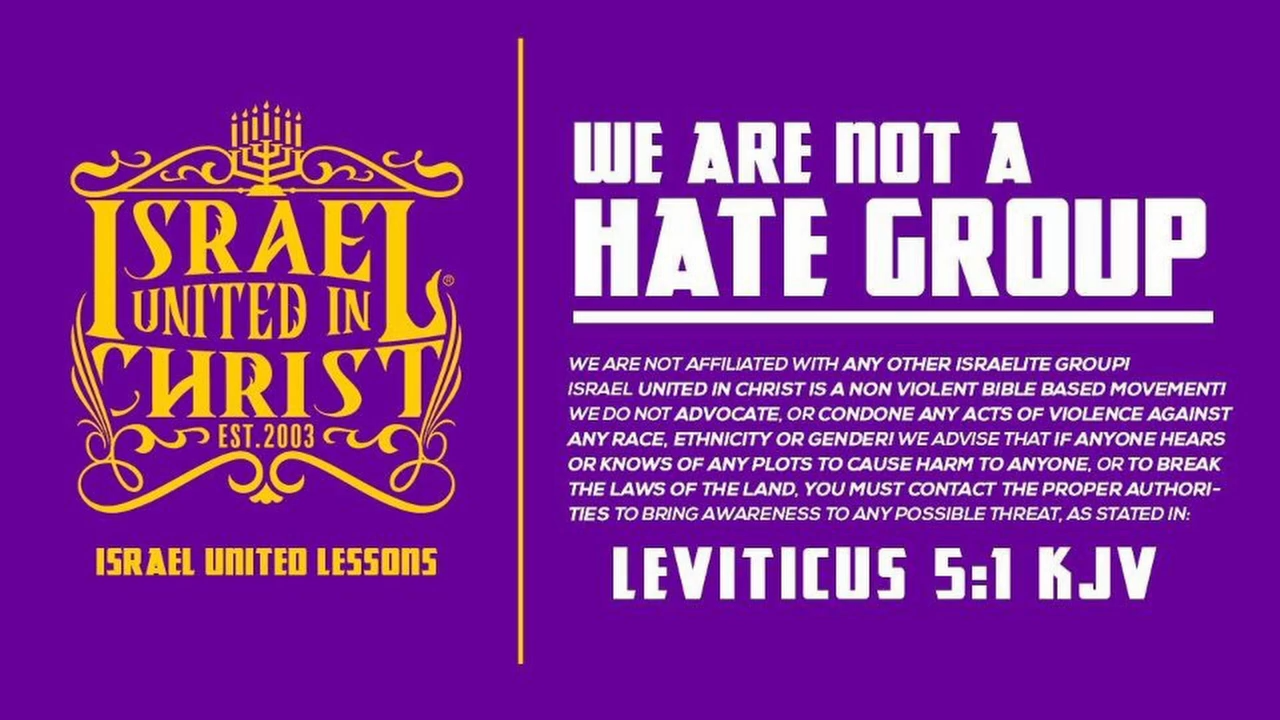 ISRAEL
UNITED IN
CHRIST®
EST.2003
ISRAEL UNITED LESSONS
WE ARE NOT A
HATE GROUP
WE ARE NOT AFFILIATED WITH ANY OTHER ISRAELITE GROUP!
ISRAEL UNITED IN CHRIST IS A NON VIOLENT BIBLE BASED MOVEMENT!
WE DO NOT ADVOCATE, OR CONDONE ANY ACTS OF VIOLENCE AGAINST
ANY RACE, ETHNICITY OR GENDER! WE ADVISE THAT IF ANYONE HEARS
OR KNOWS OF ANY PLOTS TO CAUSE HARM TO ANYONE, OR TO BREAK
THE LAWS OF THE LAND, YOU MUST CONTACT THE PROPER AUTHORI-
TIES TO BRING AWARENESS TO ANY POSSIBLE THREAT, AS STATED IN:
LEVITICUS 5:1 KJV